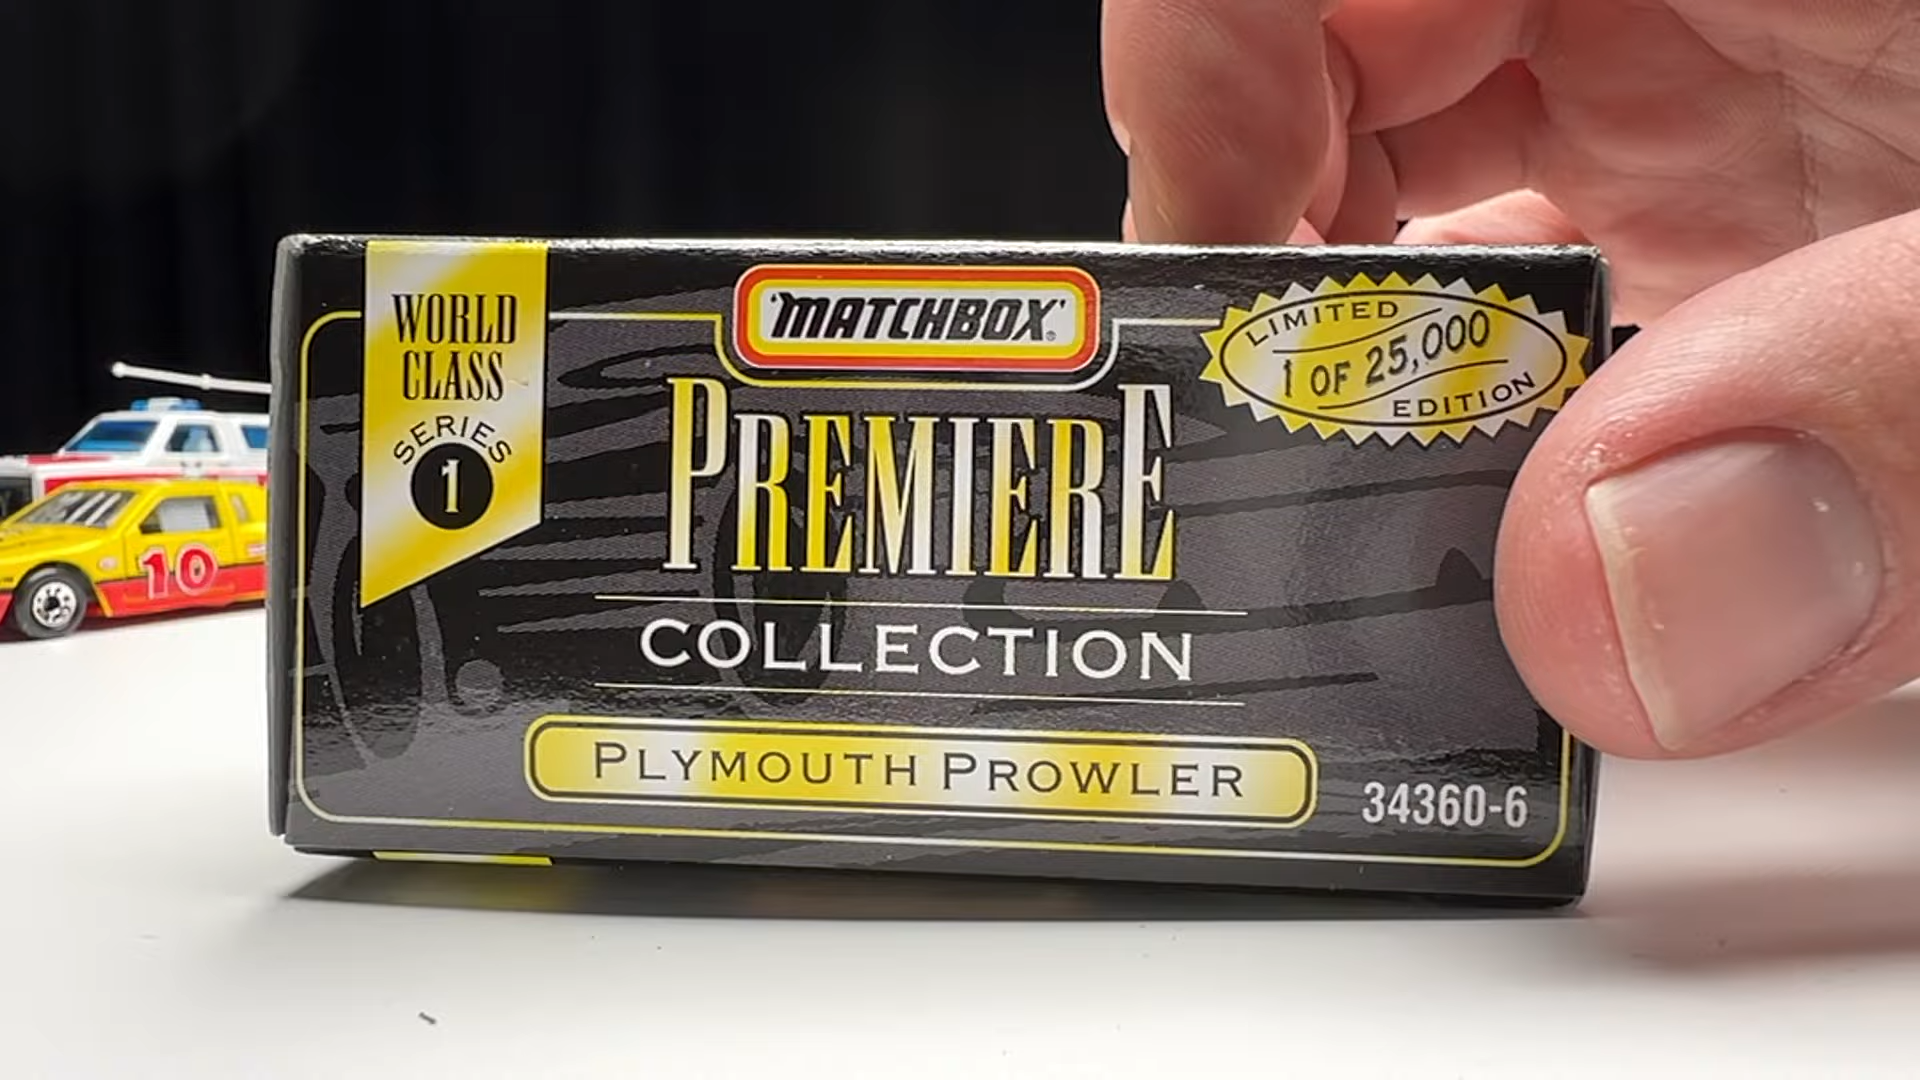 WORLD
CLASS
SERIES
1
'MATCHBOX'®
LIMITED
1 OF 25,000
EDITION
PREMIERE
COLLECTION
PLYMOUTH PROWLER
34360-6
10